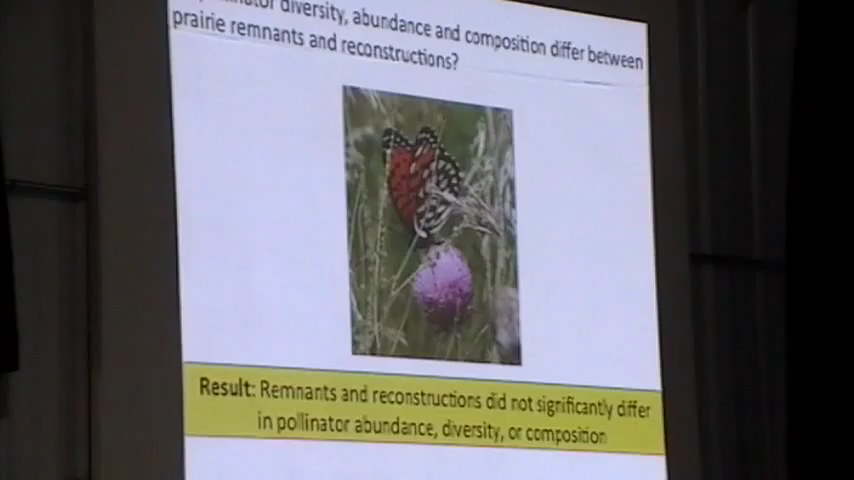 diversity, abundance and composition differ between
prairie remnants and reconstructions?
Result: Remnants and reconstructions did not significantly differ
in pollinator abundance, diversity, or composition